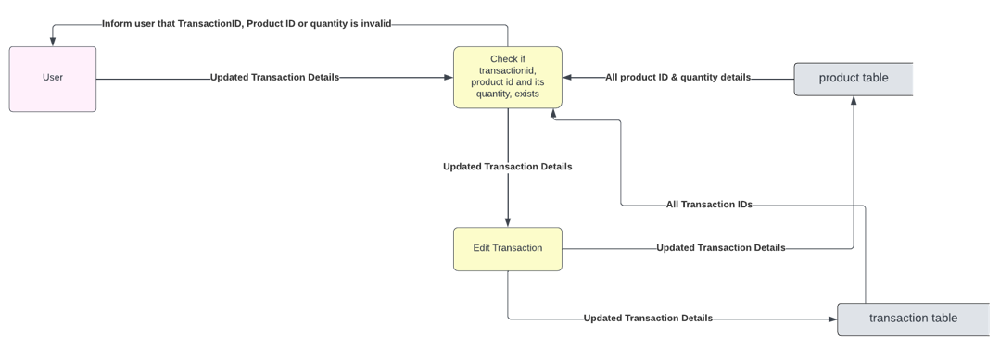 Inform user that TransactionID, Product ID or quantity is invalid
User
Updated Transaction Details
Check if
transactionid,
product id and its
quantity, exists
All product ID & quantity details
product table
Updated Transaction Details
All Transaction IDs
Edit Transaction
Updated Transaction Details
Updated Transaction Details
transaction table